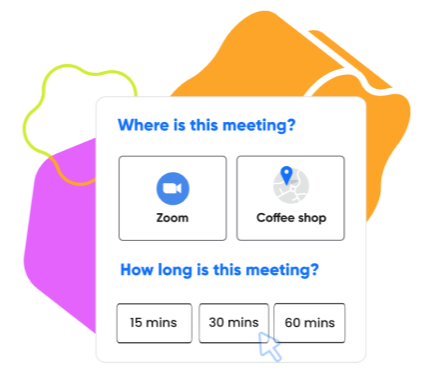 Where is this meeting?
Zoom
Coffee shop
How long is this meeting?
15 mins
30 mins
60 mins